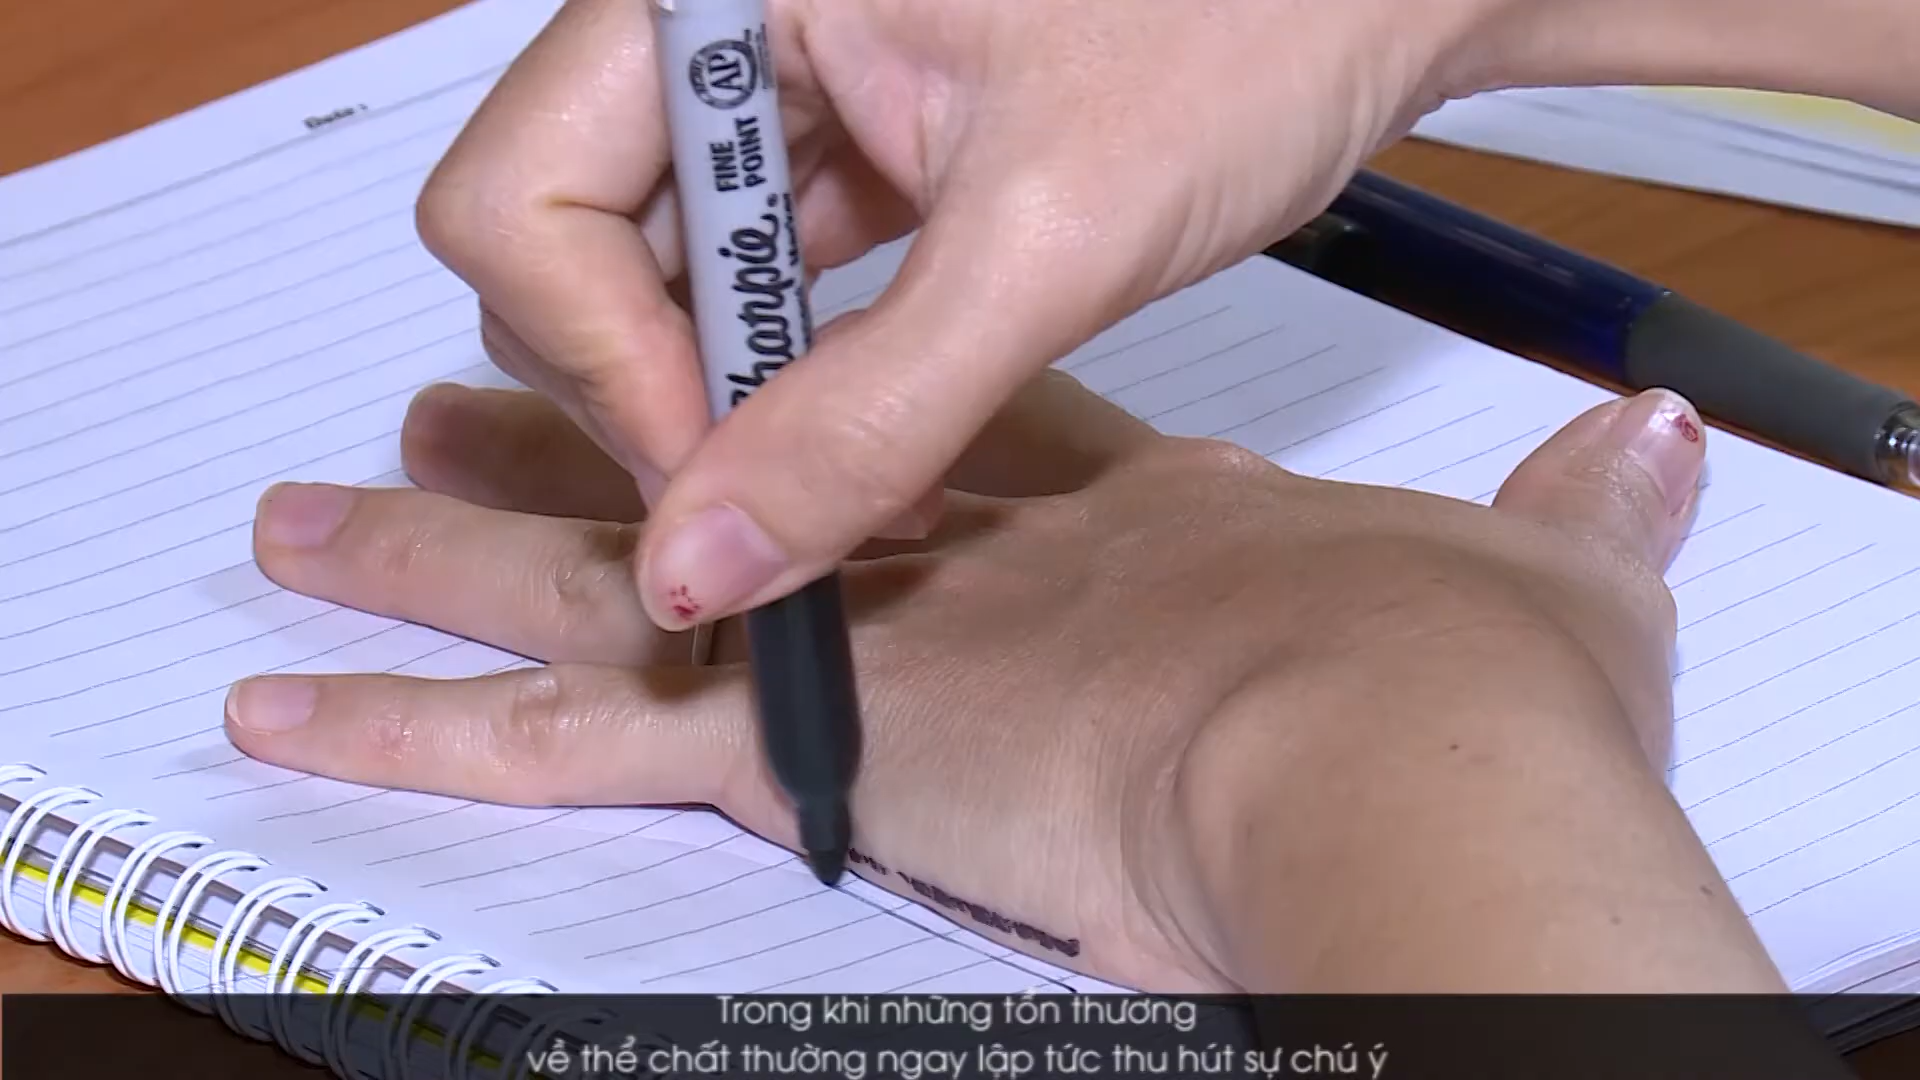 Date :
AP
FINE
POINT
Sharpie.
Trong khi những tổn thương
về thể chất thường ngay lập tức thu hút sự chú ý